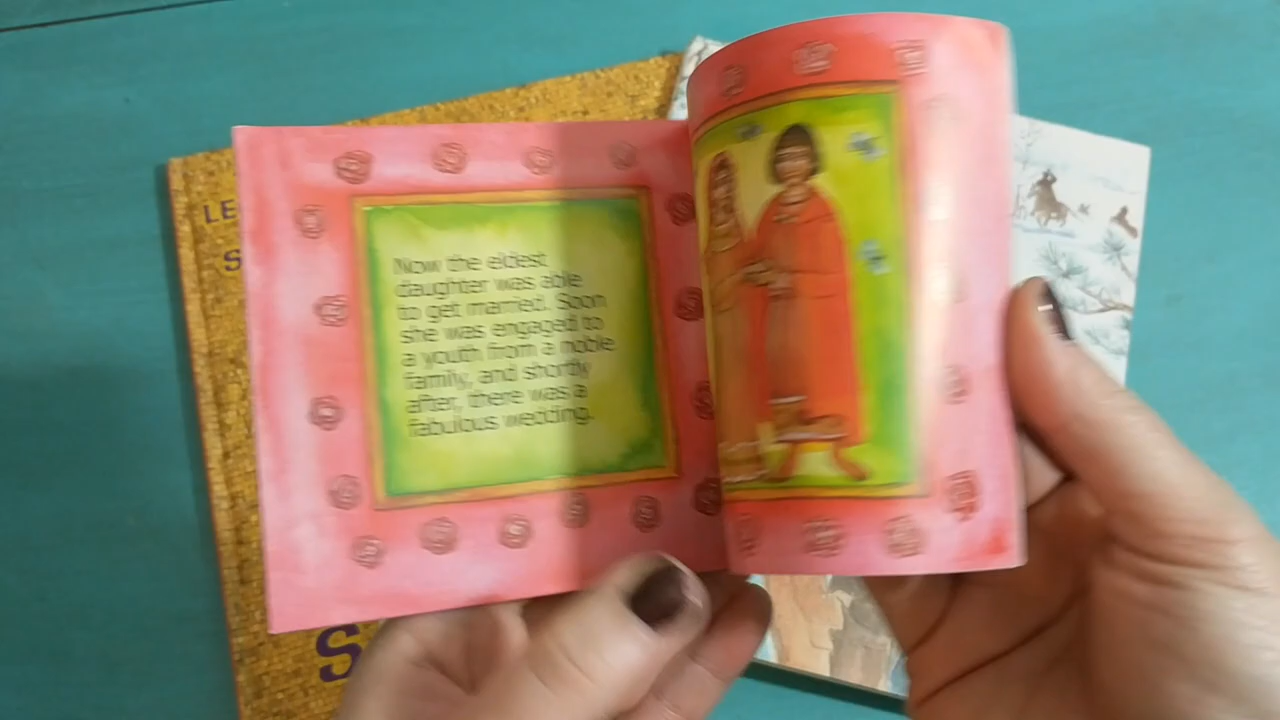 Now the eldest
daughter was able
to get married. Soon
she was engaged to
a youth from a noble
family, and shortly
after, there was a
fabulous wedding.
LE
S
S